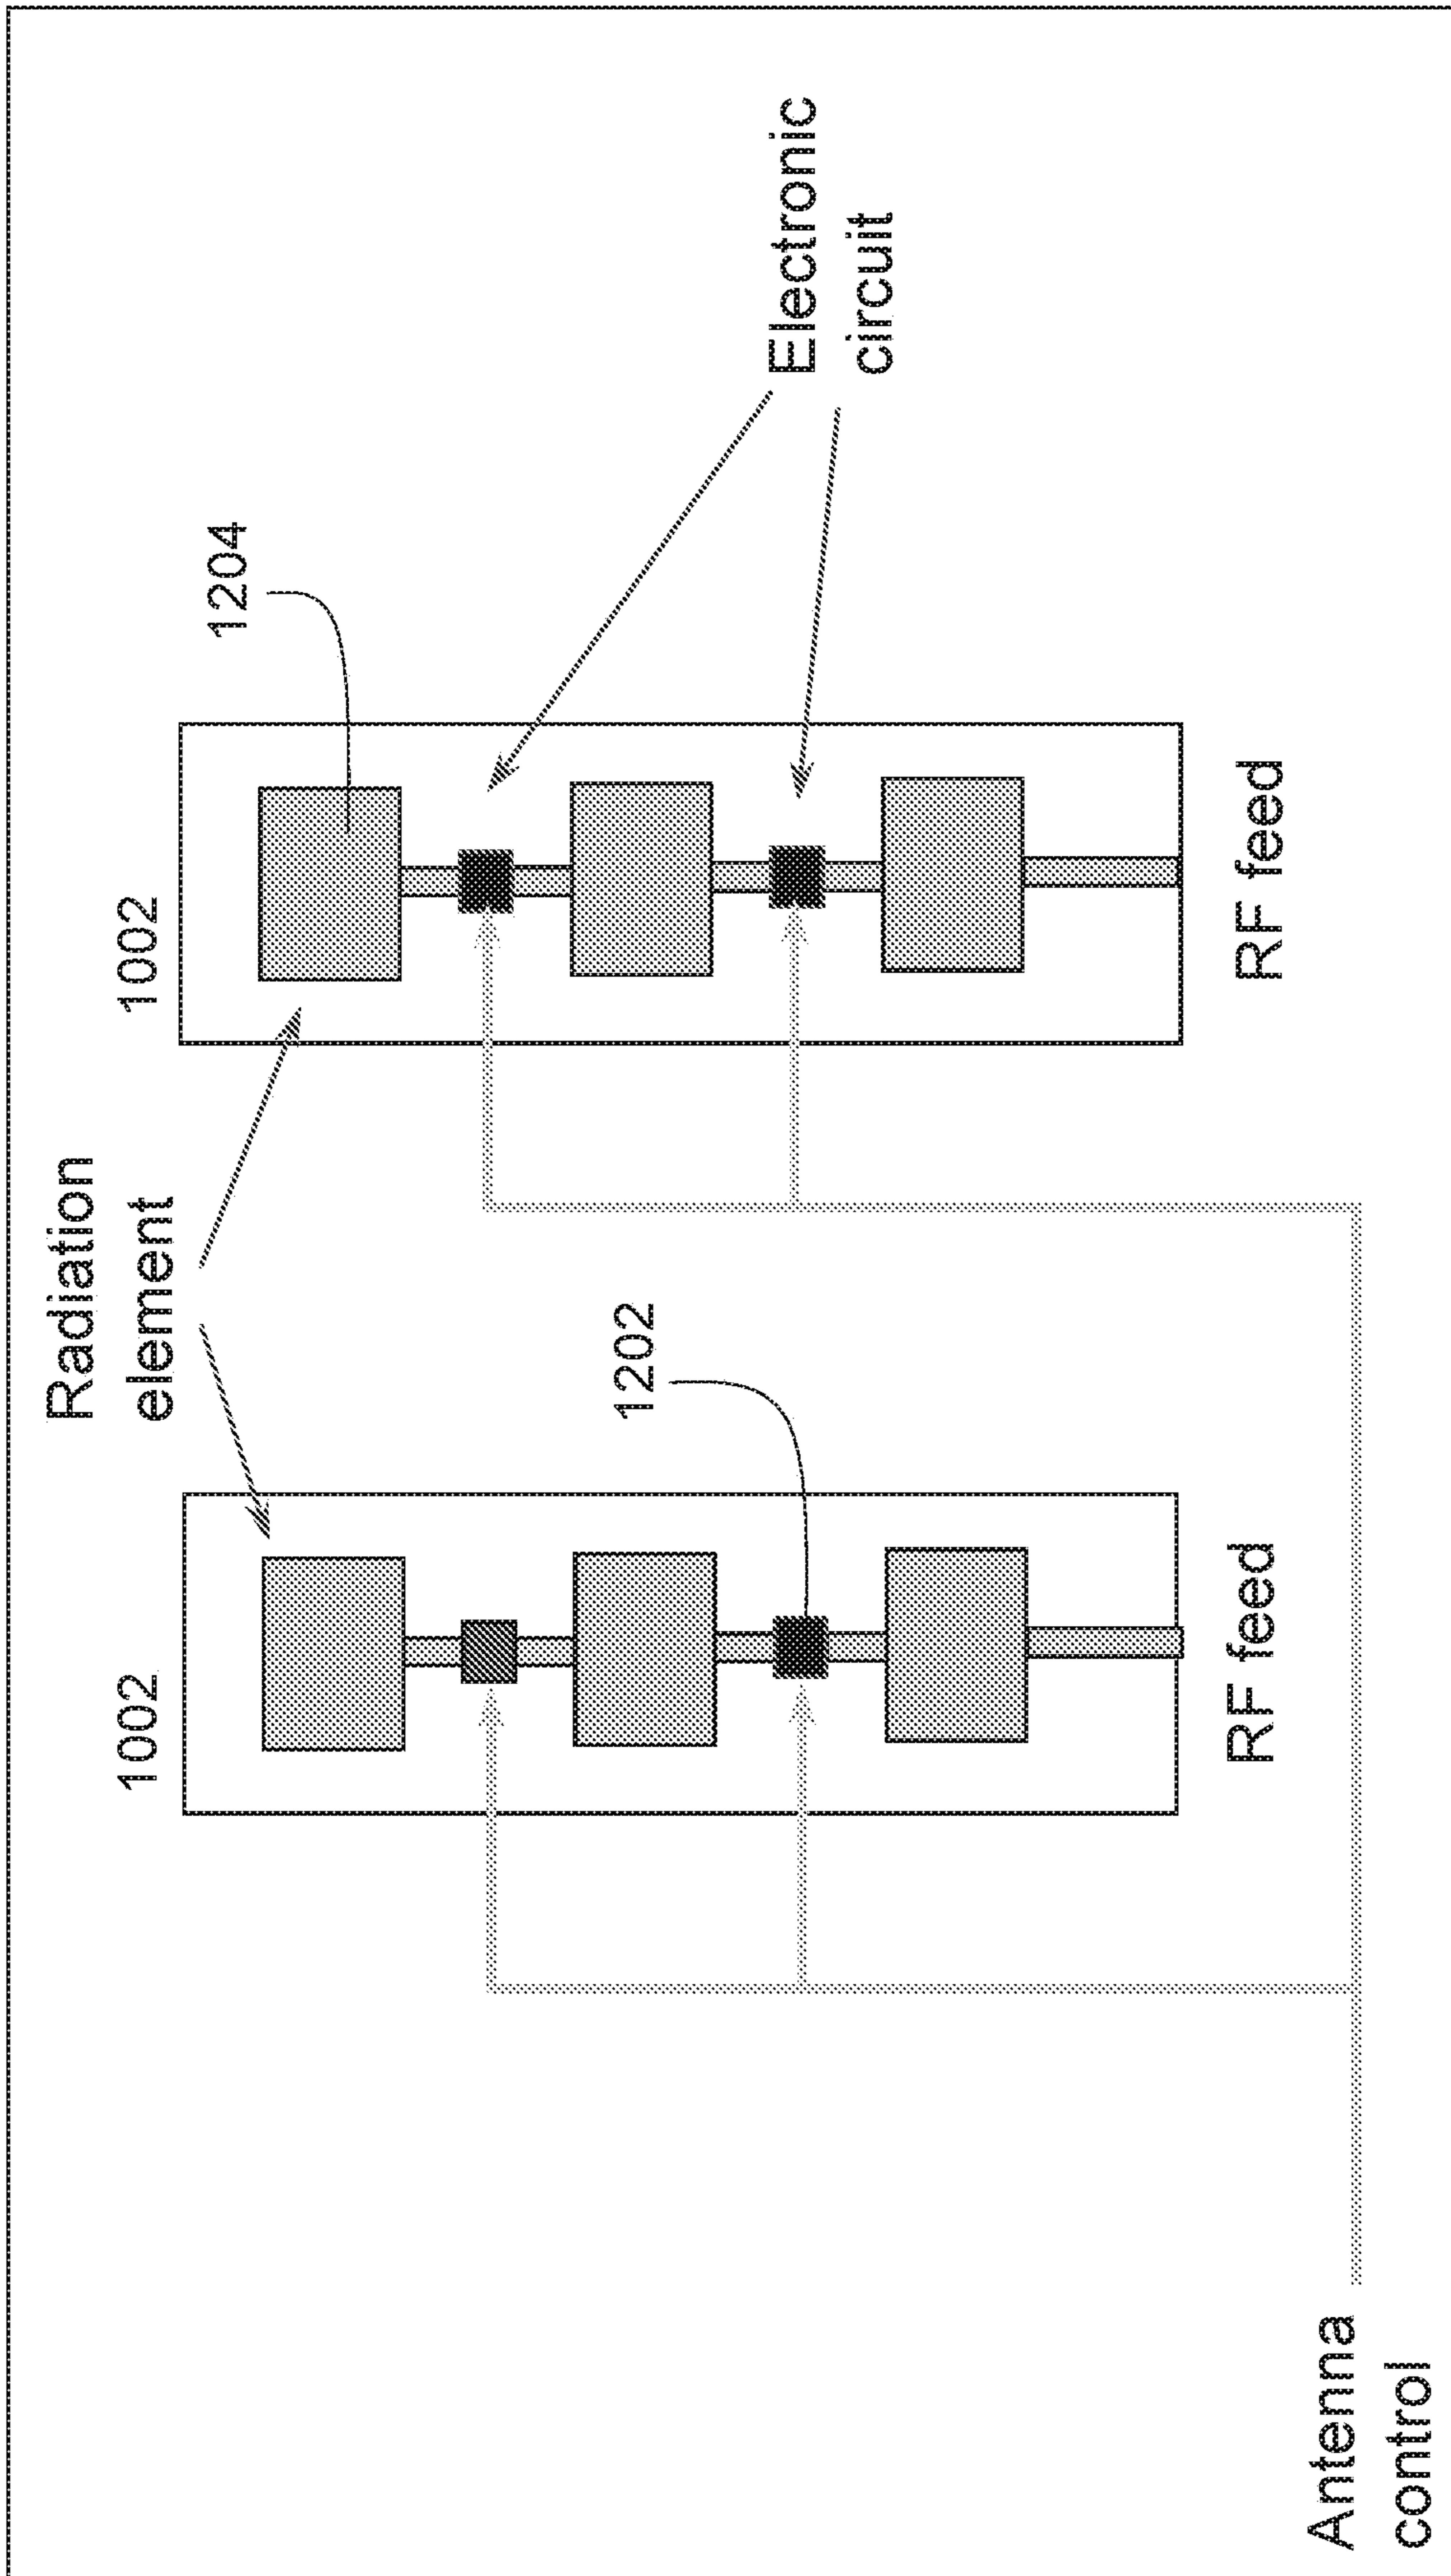 Radiation
element
1002
1002
1204
1202
Electronic
circuit
RF feed
RF feed
Antenna
control